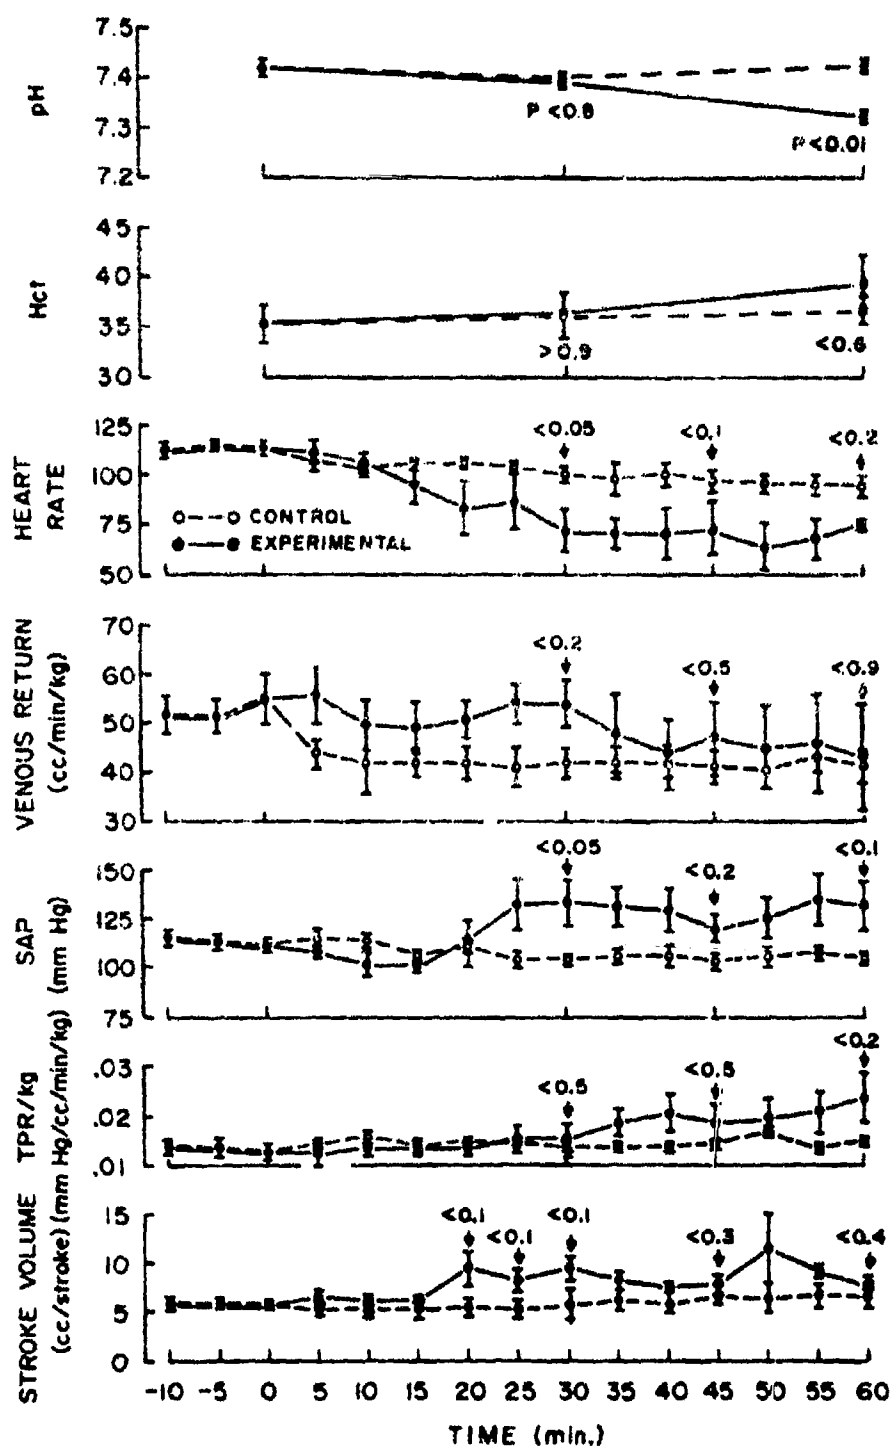 7.5
7.4
7.3
7.2
pH
P <0.8
P<0.01
45
40
35
30
Hct
>0.9
<0.6
125
100
75
50
HEART
RATE
<0.05
<0.1
<0.2
CONTROL
EXPERIMENTAL
70
60
50
40
30
VENOUS RETURN
(cc/min/kg)
<0.2
<0.5
<0.9
150
125
100
75
SAP
(mm Hg)
<0.05
<0.2
<0.1
.03
.02
.01
TPR/kg
(mm Hg/cc/min/kg)
<0.5
<0.5
<0.2
15
10
5
0
STROKE VOLUME
(cc/stroke)
<0.1
<0.1
<0.1
<0.3
<0.4
-10 -5 0 5 10 15 20 25 30 35 40 45 50 55 60
TIME (min.)